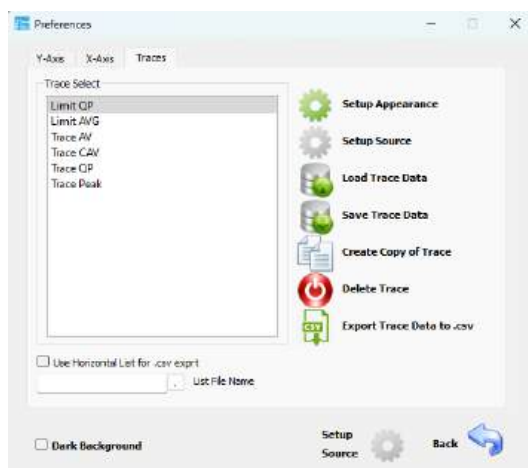 Preferences
Y-Axis X-Axis Traces
Trace Select
Limit QP
Limit AVG
Trace AV
Trace CAV
Trace QP
Trace Peak
Setup Appearance
Setup Source
Load Trace Data
Save Trace Data
Create Copy of Trace
Delete Trace
CSV
Export Trace Data to .csv
Use Horizontal List for .csv exprt
. List File Name
Dark Background
Setup
Source
Back